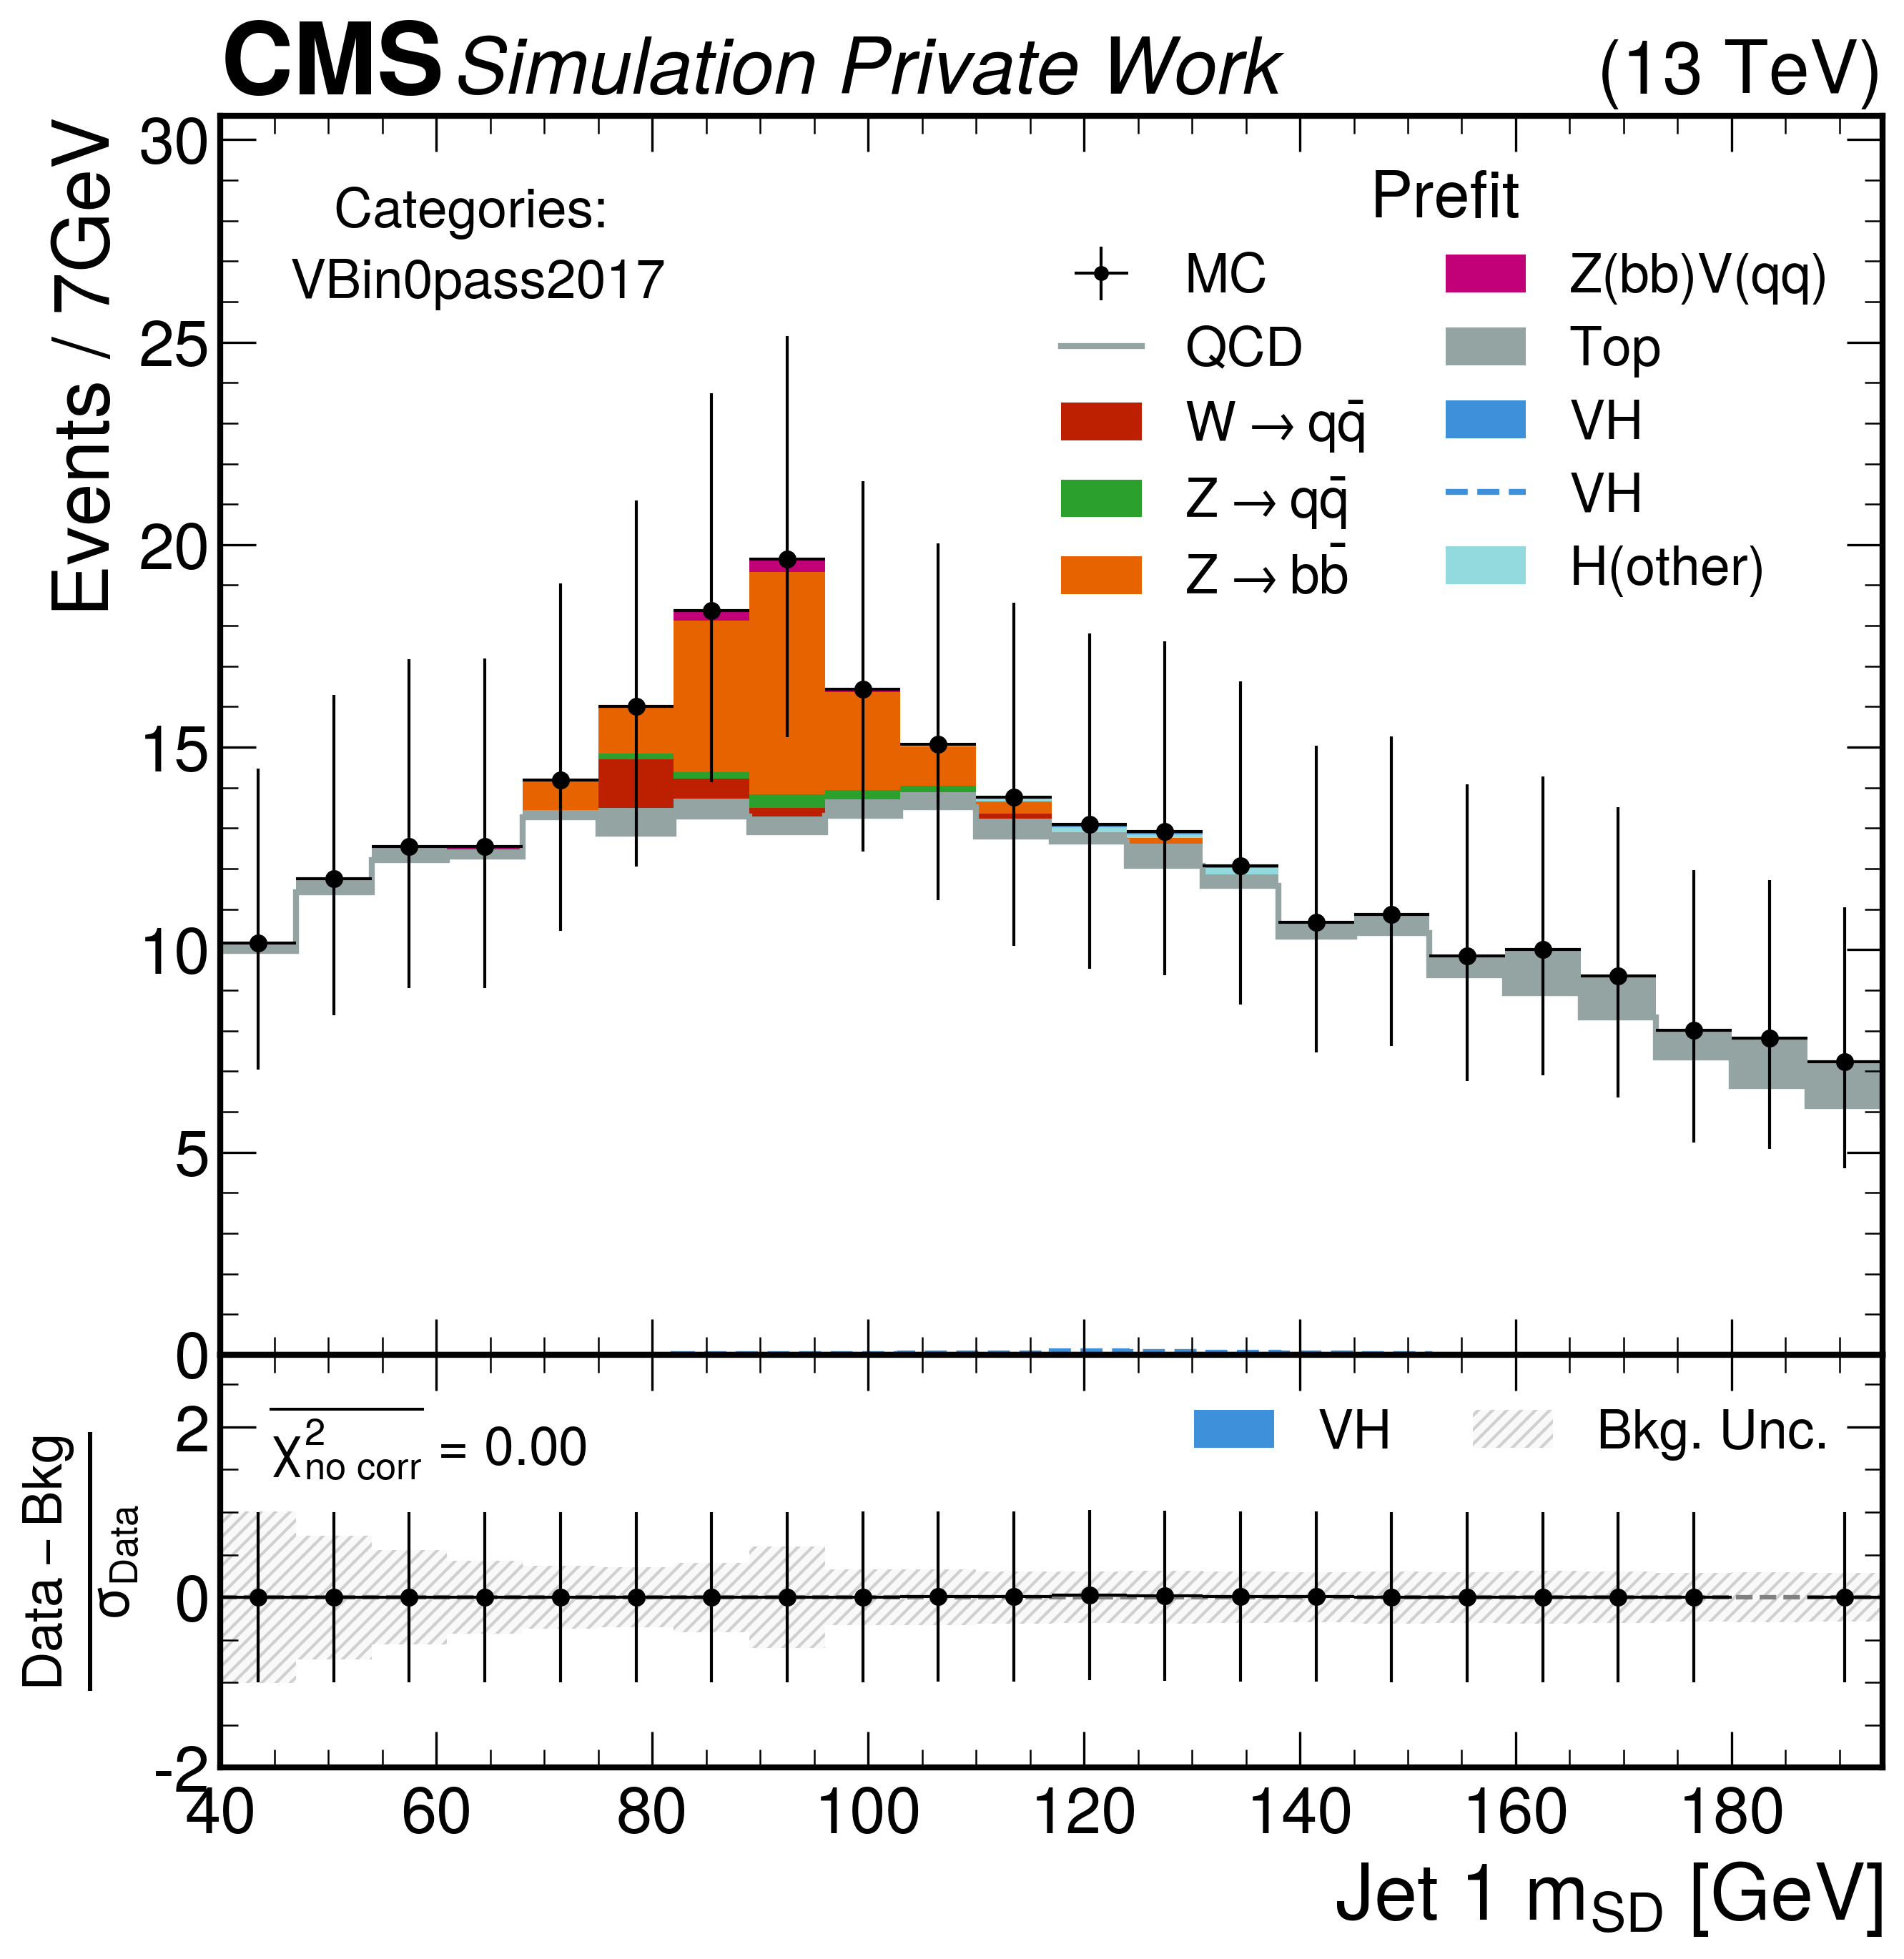 CMS Simulation Private Work (13 TeV)
Events / 7GeV
30
25
20
15
10
5
0
Categories:
VBin0pass2017
Prefit
MC
QCD
W → qq̄
Z → qq̄
Z → bb̄
Z(bb)V(qq)
Top
VH
VH
H(other)
Data − Bkg
σData
2
0
-2
χ²no corr = 0.00
VH
Bkg. Unc.
40 60 80 100 120 140 160 180
Jet 1 mSD [GeV]